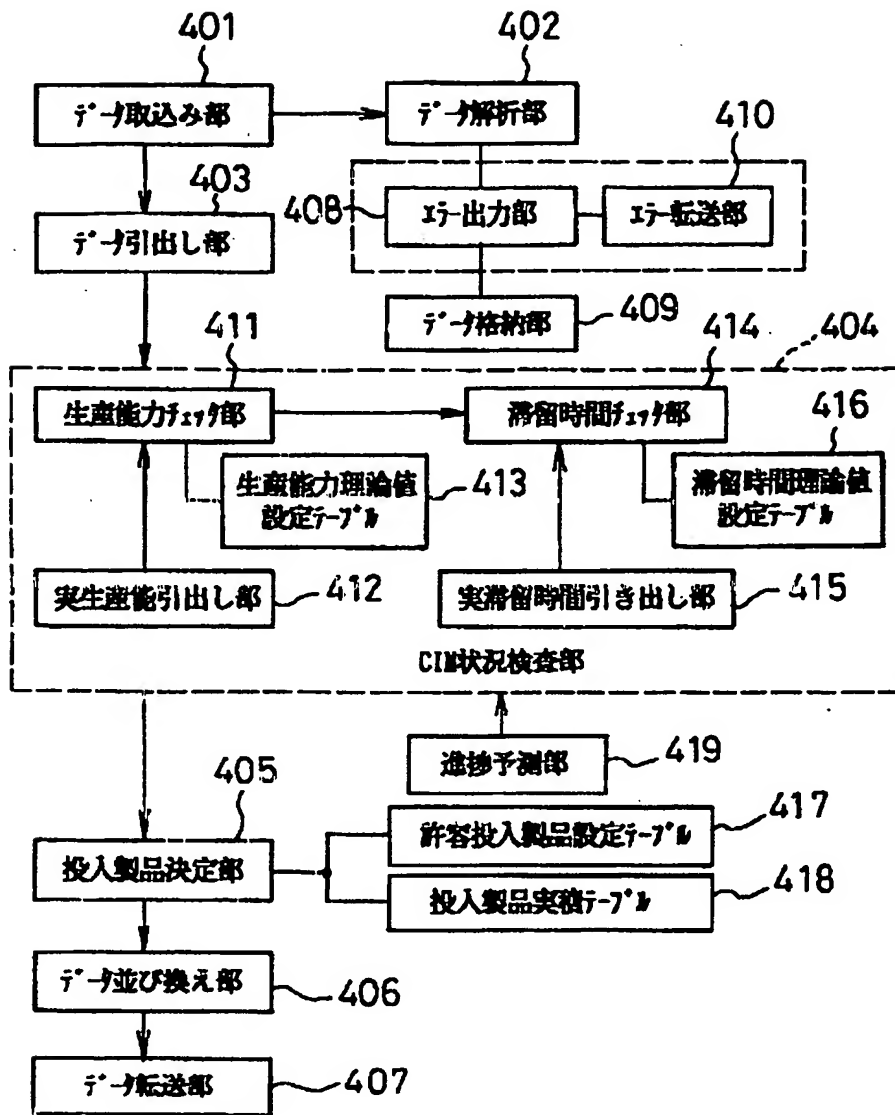 401
402
データ取込み部
データ解析部
410
403
408
エラー出力部
エラー転送部
データ引出し部
データ格納部
409
411
414
404
生産能力チェック部
滞留時間チェック部
416
生産能力理論値
設定テーブル
413
滞留時間理論値
設定テーブル
実生産能引出し部
412
実滞留時間引き出し部
415
CIM状況検査部
進捗予測部
419
405
417
許容投入製品設定テーブル
投入製品決定部
418
投入製品実積テーブル
データ並び換え部
406
データ転送部
407